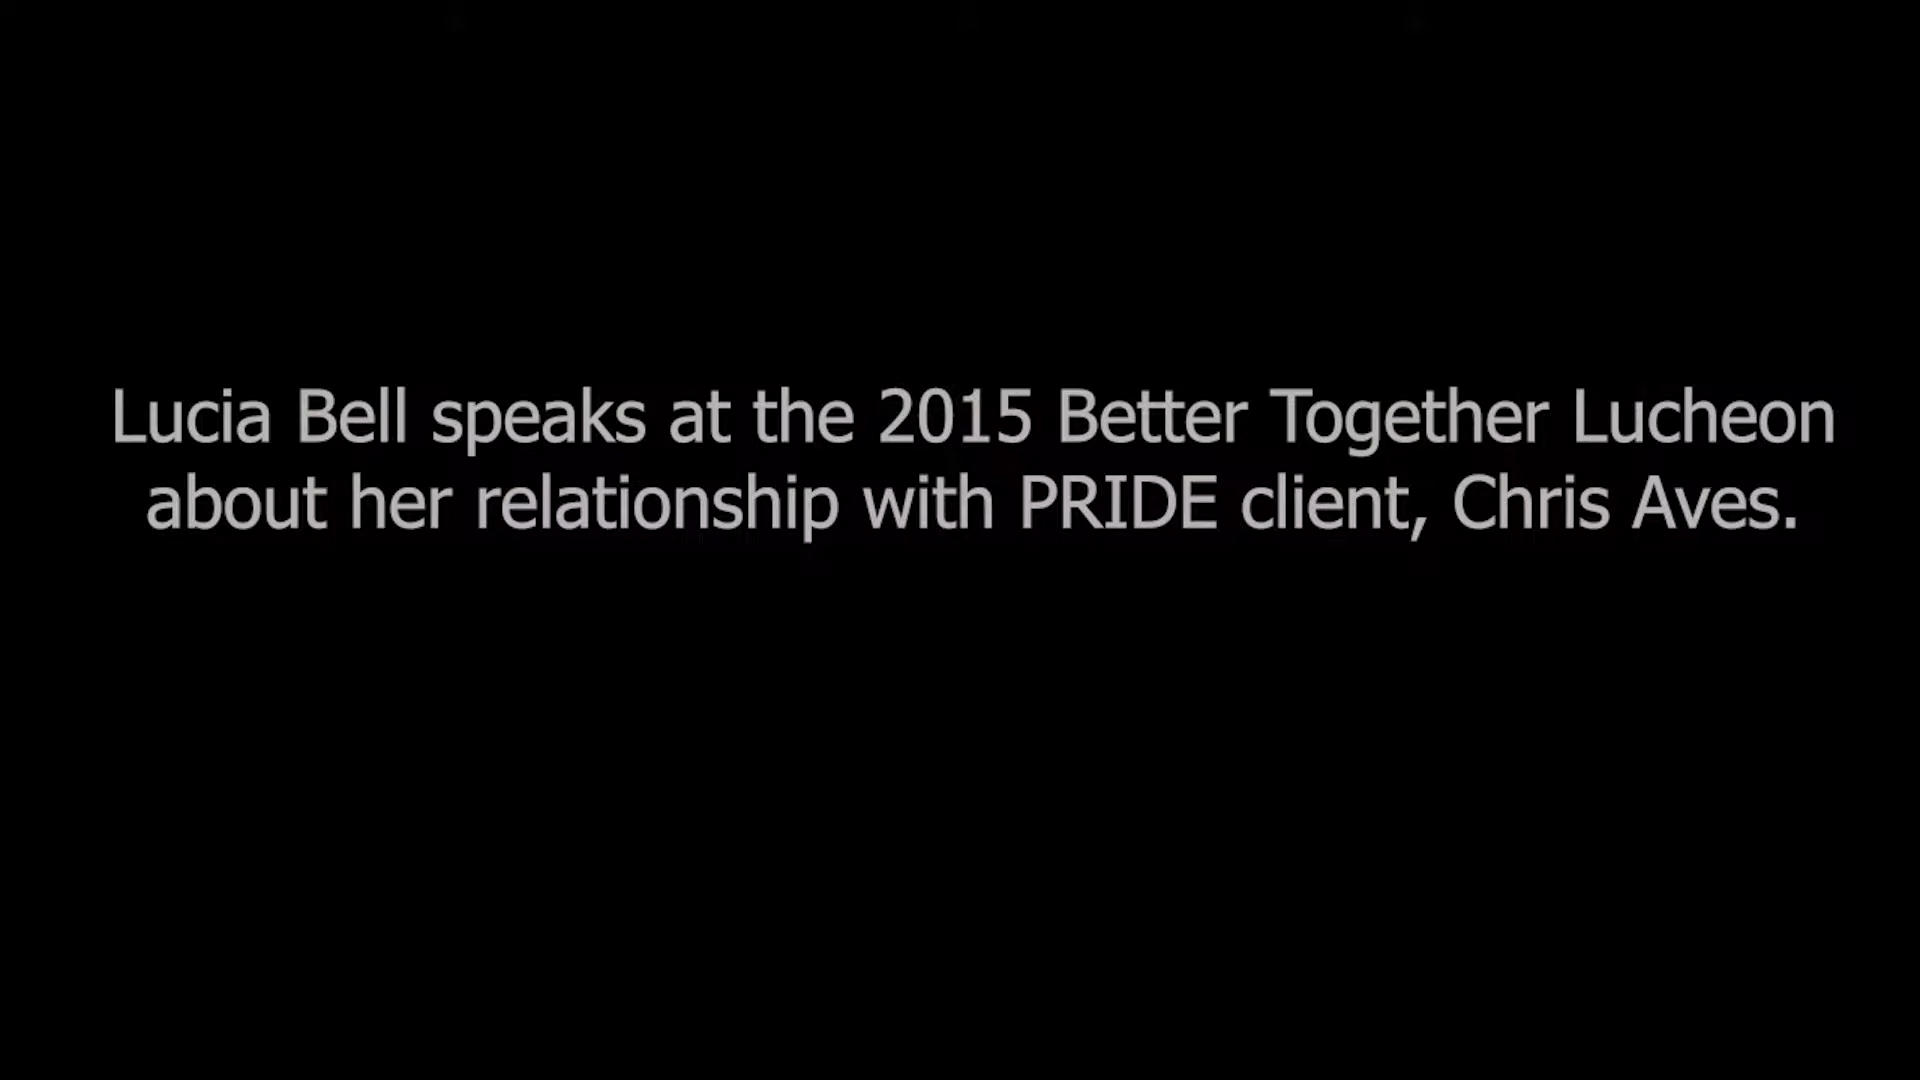 Lucia Bell speaks at the 2015 Better Together Lucheon
about her relationship with PRIDE client, Chris Aves.